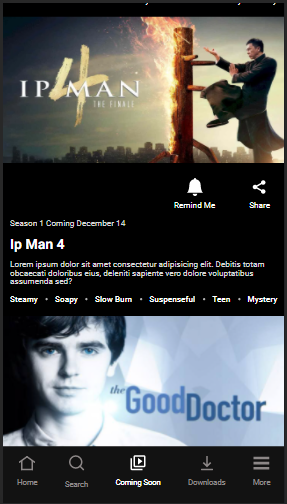 IP MAN 4
THE FINALE
Remind Me
Share
Season 1 Coming December 14
Ip Man 4
Lorem ipsum dolor sit amet consectetur adipisicing elit. Debitis totam
obcaecati doloribus eius, deleniti sapiente vero dolore voluptatibus
assumenda sed?
Steamy • Soapy • Slow Burn • Suspenseful • Teen • Mystery
the Good Doctor
Home Search Coming Soon Downloads More